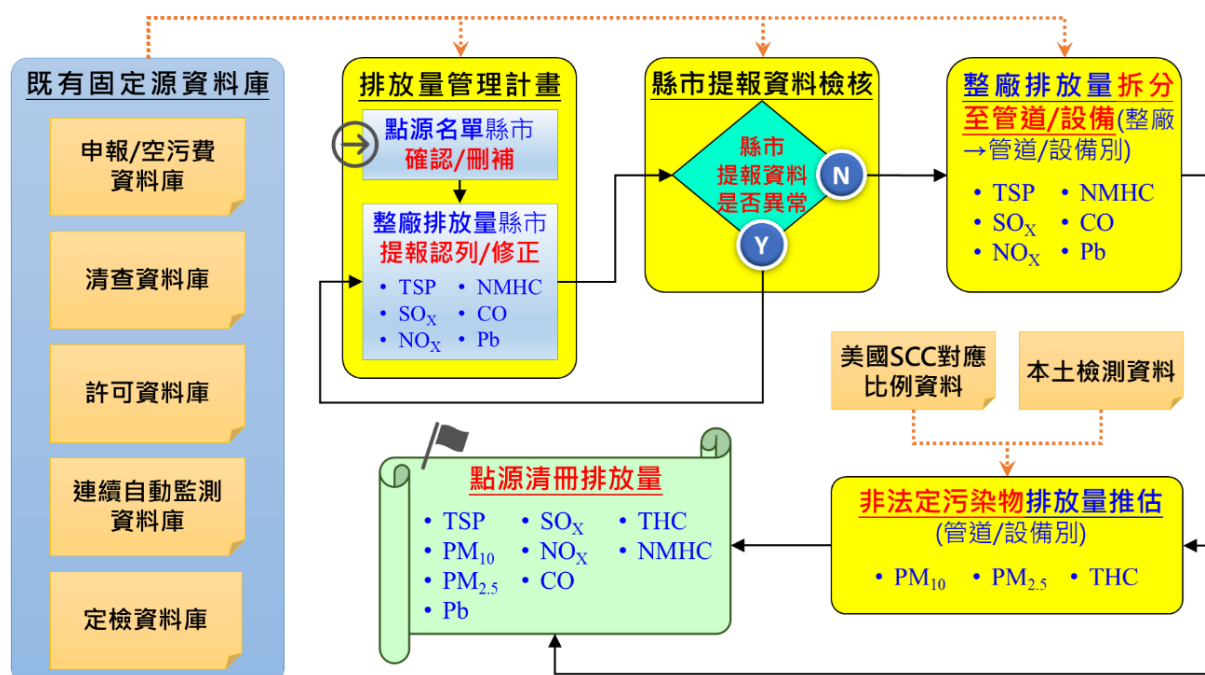 既有固定源資料庫
申報/空污費
資料庫
清查資料庫
許可資料庫
連續自動監測
資料庫
定檢資料庫
排放量管理計畫
點源名單縣市
確認/刪補
整廠排放量縣市
提報認列/修正
• TSP • NMHC
• SOX • CO
• NOX • Pb
縣市提報資料檢核
縣市
提報資料
是否異常
N
Y
整廠排放量拆分
至管道/設備(整廠
→管道/設備別)
• TSP • NMHC
• SOX • CO
• NOX • Pb
美國SCC對應
比例資料
本土檢測資料
非法定污染物排放量推估
(管道/設備別)
• PM10 • PM2.5 • THC
點源清冊排放量
• TSP • SOX • THC
• PM10 • NOX • NMHC
• PM2.5 • CO
• Pb